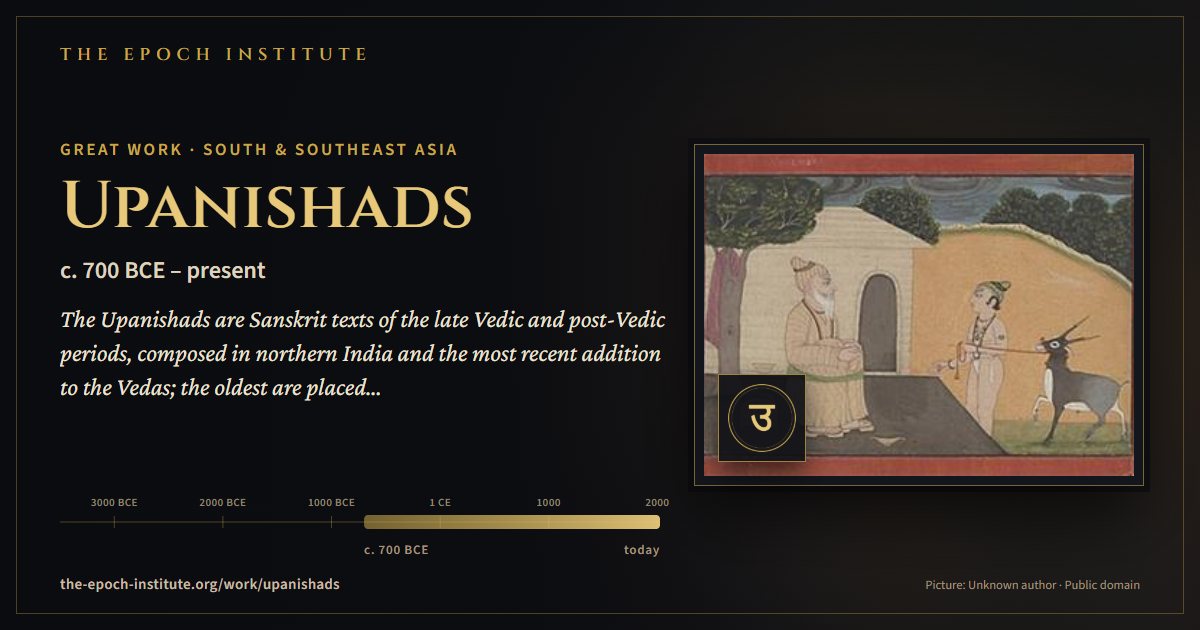 THE EPOCH INSTITUTE
GREAT WORK · SOUTH & SOUTHEAST ASIA
UPANISHADS
c. 700 BCE – present
The Upanishads are Sanskrit texts of the late Vedic and post-Vedic
periods, composed in northern India and the most recent addition
to the Vedas; the oldest are placed...
उ
3000 BCE 2000 BCE 1000 BCE 1 CE 1000 2000
c. 700 BCE today
the-epoch-institute.org/work/upanishads
Picture: Unknown author · Public domain